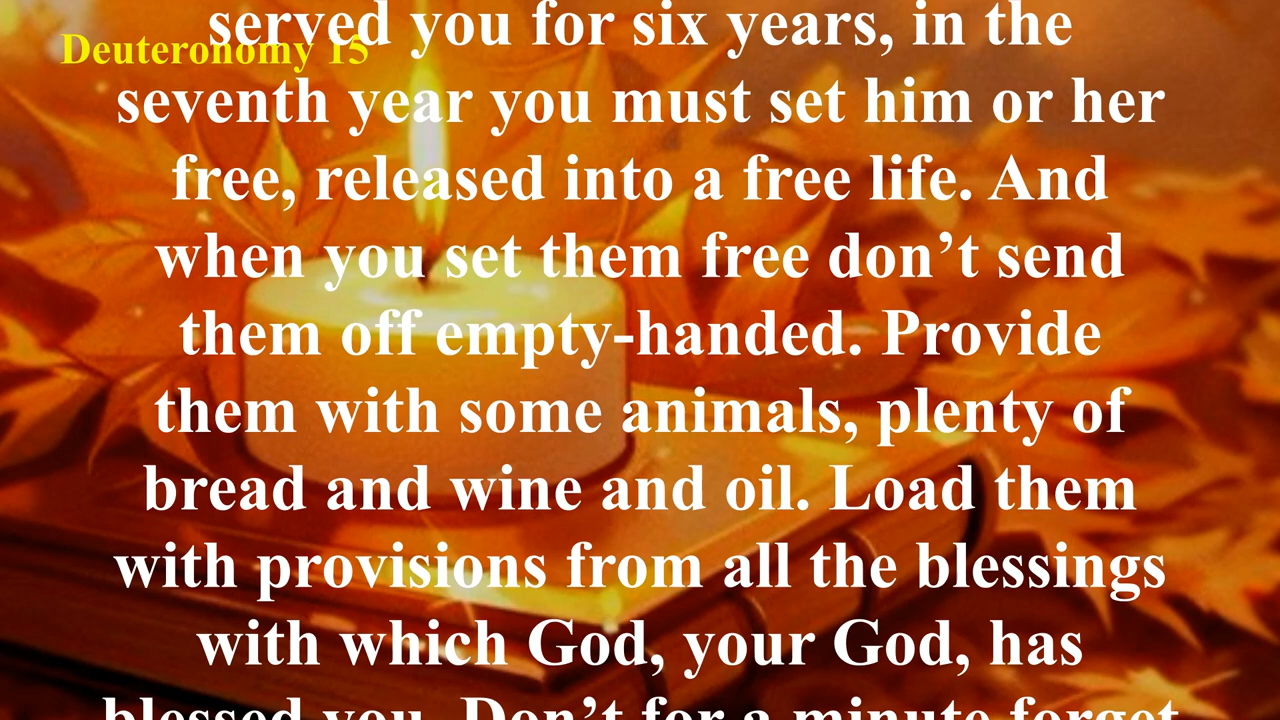 Deuteronomy 15
served you for six years, in the
seventh year you must set him or her
free, released into a free life. And
when you set them free don’t send
them off empty-handed. Provide
them with some animals, plenty of
bread and wine and oil. Load them
with provisions from all the blessings
with which God, your God, has
blessed you. Don’t for a minute forget